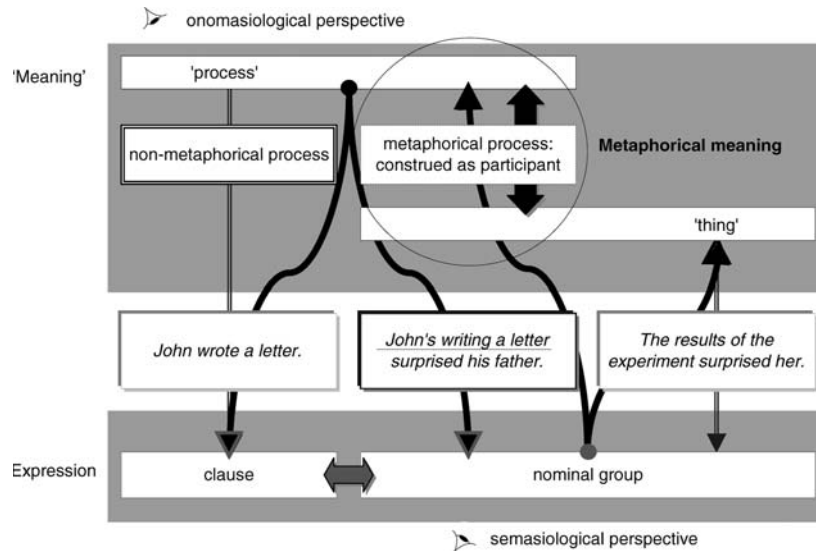 onomasiological perspective
'Meaning'
'process'
non-metaphorical process
metaphorical process:
construed as participant
Metaphorical meaning
'thing'
John wrote a letter.
John's writing a letter
surprised his father.
The results of the
experiment surprised her.
Expression
clause
nominal group
semasiological perspective